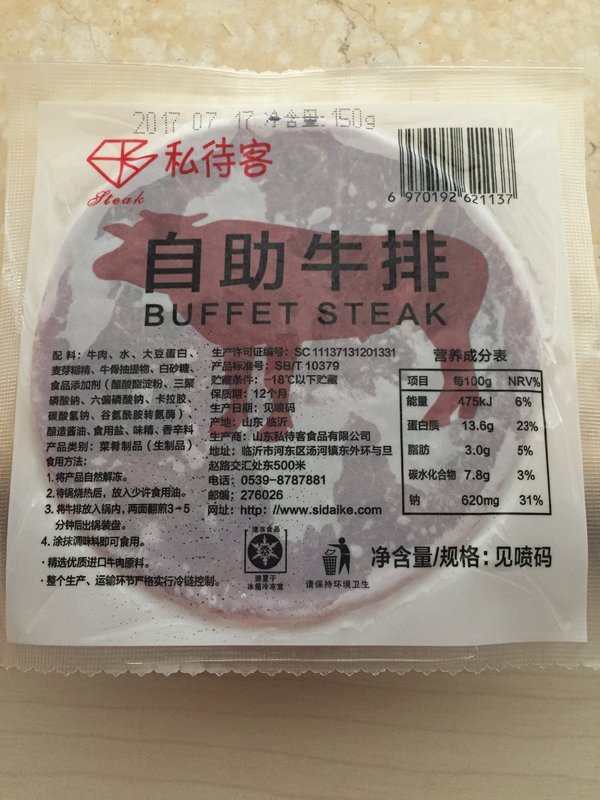 2017 07 17 净含量:150g
私待客
Steak
6 970192 621137
自助牛排
BUFFET STEAK
配料:牛肉、水、大豆蛋白、
麦芽糊精、牛骨抽提物、白砂糖、
食品添加剂(醋酸酯淀粉、三聚
磷酸钠、六偏磷酸钠、卡拉胶、
碳酸氢钠、谷氨酰胺转氨酶)
酿造酱油、食用盐、味精、香辛料
产品类别:菜肴制品(生制品)
食用方法:
1.将产品自然解冻。
2.待锅烧热后,放入少许食用油。
3.将牛排放入锅内,两面翻煎3~5
分钟后出锅装盘。
4.涂抹调味料即可食用。
·精选优质进口牛肉原料。
·整个生产、运输环节严格实行冷链控制。
生产许可证编号:SC11137131201331
产品标准号:SB/T 10379
贮藏条件:-18℃以下贮藏
保质期:12个月
生产日期:见喷码
产地:山东 临沂
生产商:山东私待客食品有限公司
地址:临沂市河东区汤河镇东外环与旦
赵路交汇处东500米
电话:0539-8787881
邮编:276026
网址:http: //www.sidaike.com
速冻食品
请置于
冰箱冷冻室
请保持环境卫生
营养成分表
项目 每100g NRV%
能量 475kJ 6%
蛋白质 13.6g 23%
脂肪 3.0g 5%
碳水化合物 7.8g 3%
钠 620mg 31%
净含量/规格:见喷码